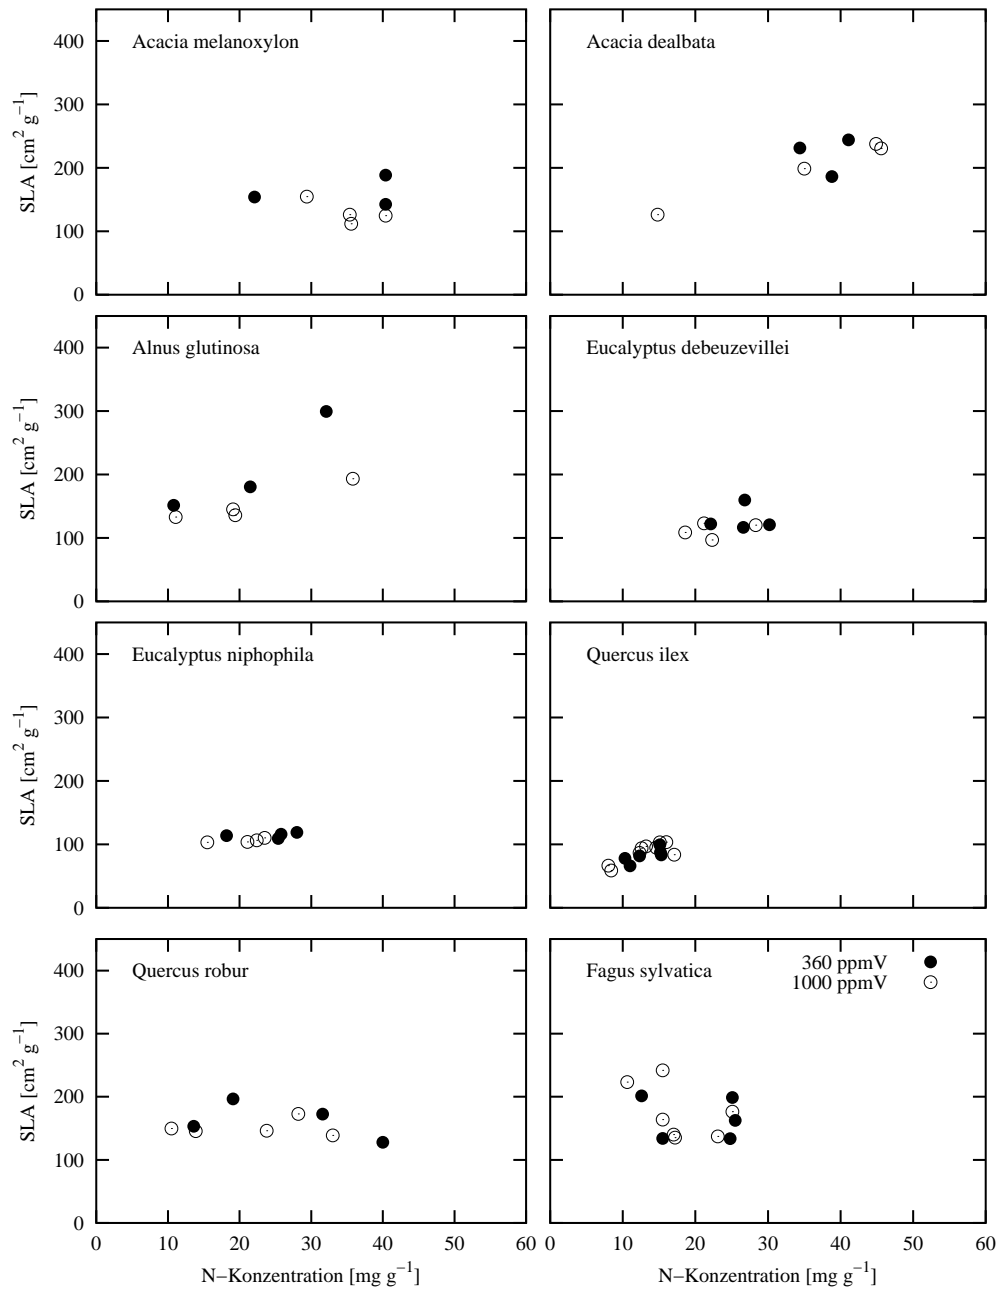 Acacia melanoxylon
Acacia dealbata
SLA [cm² g⁻¹]
400
300
200
100
0
Alnus glutinosa
Eucalyptus debeuzevillei
SLA [cm² g⁻¹]
400
300
200
100
0
Eucalyptus niphophila
Quercus ilex
SLA [cm² g⁻¹]
400
300
200
100
0
Quercus robur
Fagus sylvatica
360 ppmV
1000 ppmV
SLA [cm² g⁻¹]
400
300
200
100
0
0 10 20 30 40 50 60
10 20 30 40 50 60
N−Konzentration [mg g⁻¹]
N−Konzentration [mg g⁻¹]